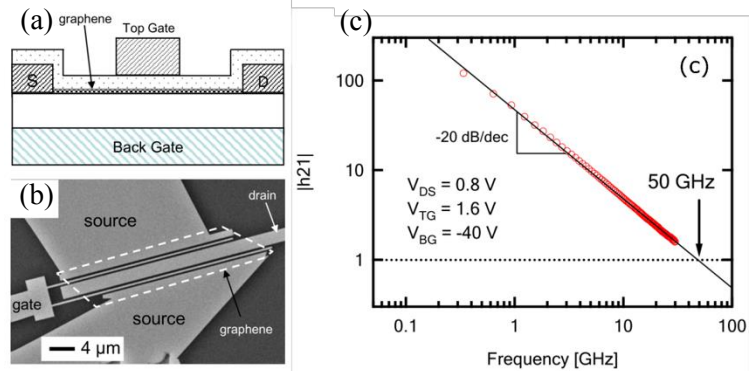 (a)
graphene
Top Gate
S
D
Back Gate
(b)
drain
source
gate
source
graphene
4 µm
(c)
|h21|
100
10
1
-20 dB/dec
V_DS = 0.8 V
V_TG = 1.6 V
V_BG = -40 V
50 GHz
0.1
1
10
100
Frequency [GHz]
(c)